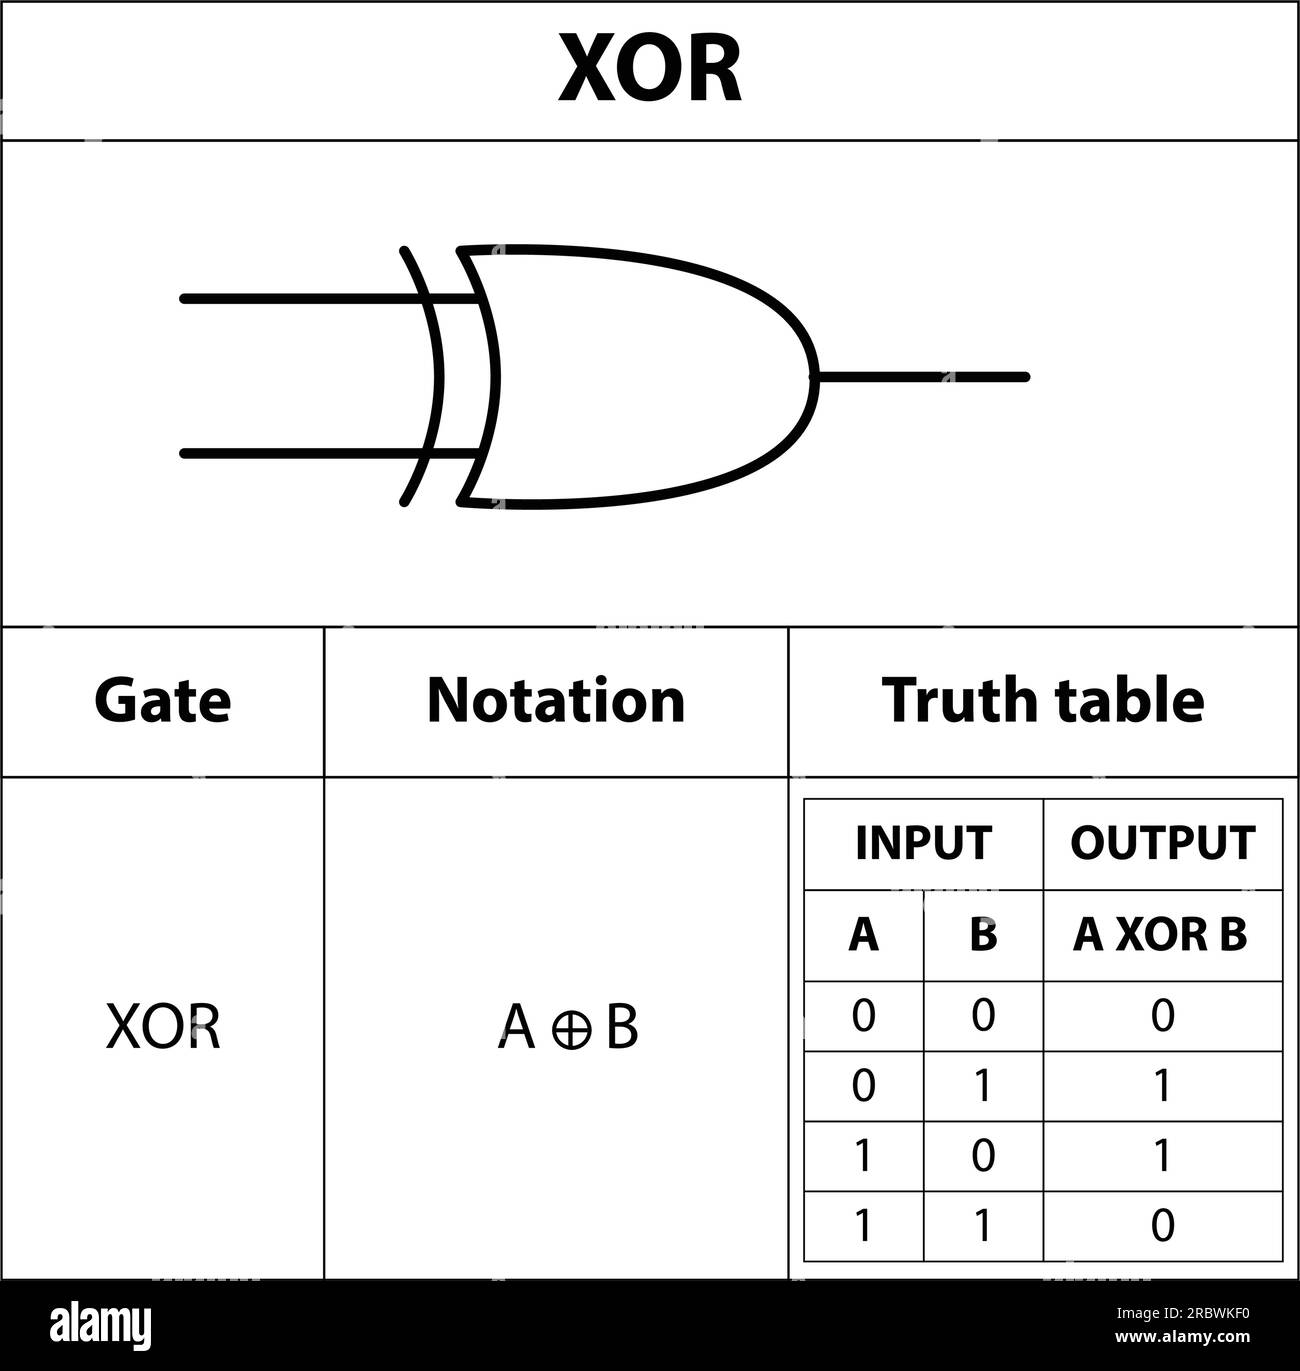 XOR
Gate
Notation
Truth table
XOR
A ⊕ B
INPUT OUTPUT
A B A XOR B
0 0 0
0 1 1
1 0 1
1 1 0
alamy
Image ID: 2RBWKF0
www.alamy.com